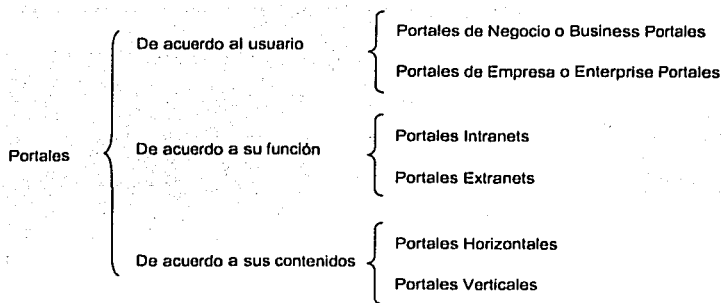 Portales
De acuerdo al usuario
Portales de Negocio o Business Portales
Portales de Empresa o Enterprise Portales
De acuerdo a su función
Portales Intranets
Portales Extranets
De acuerdo a sus contenidos
Portales Horizontales
Portales Verticales